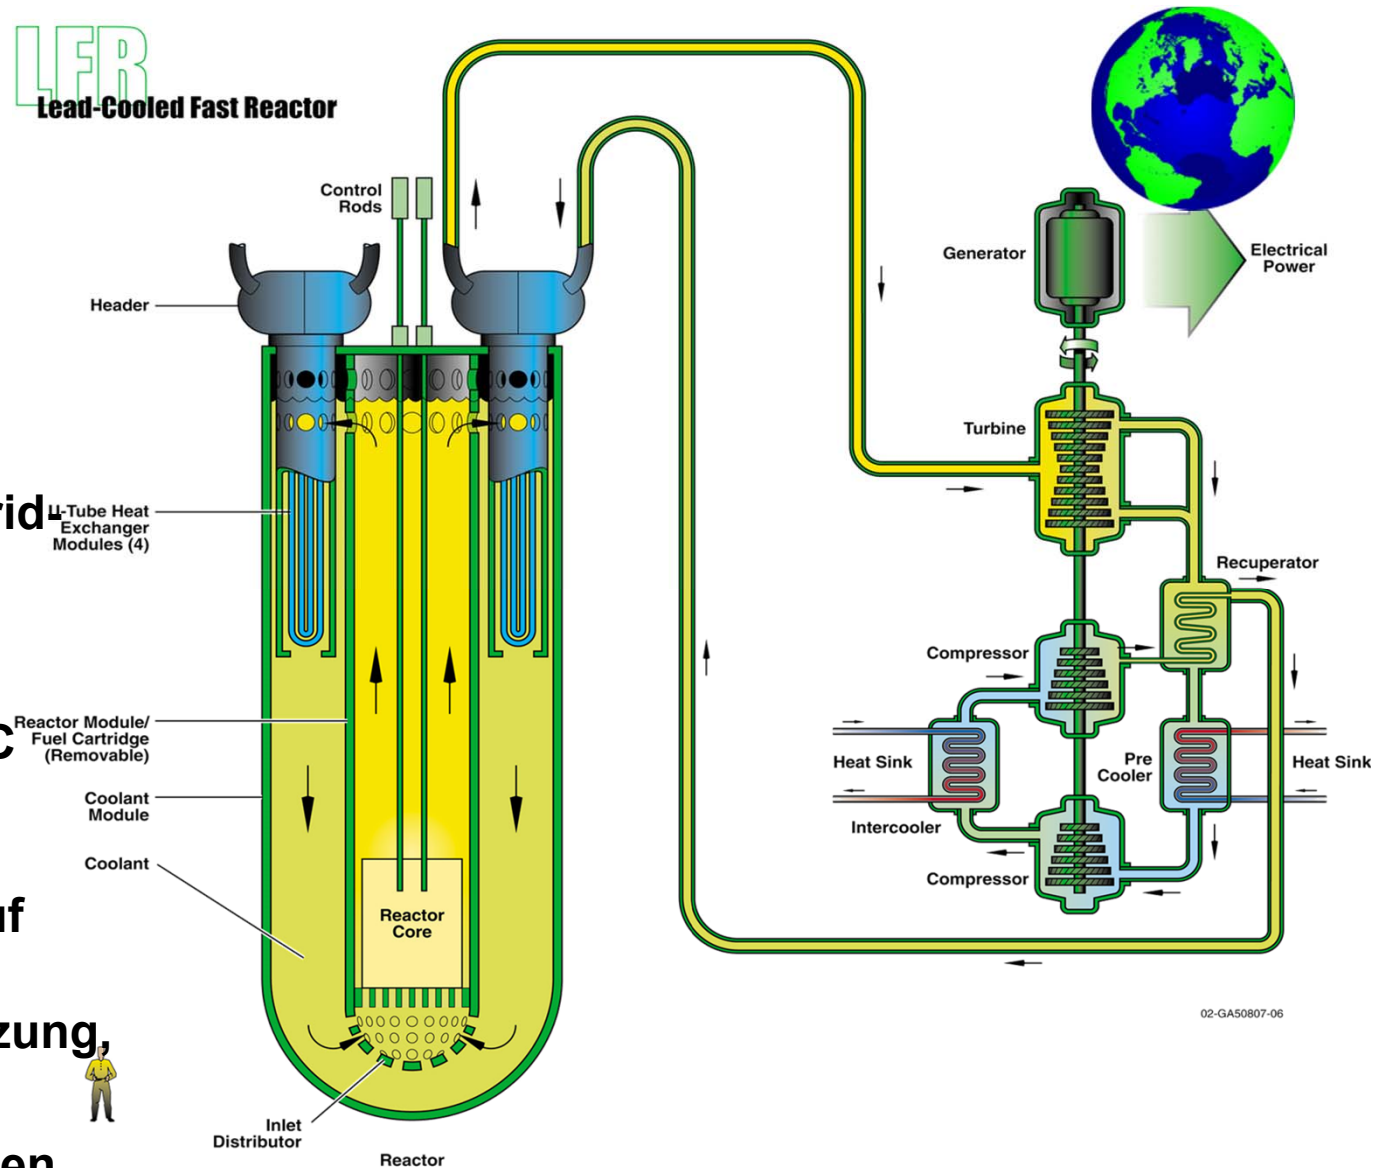 LFR
Lead-Cooled Fast Reactor
Control
Rods
Header
Generator
Electrical
Power
Turbine
U-Tube Heat
Exchanger
Modules (4)
Recuperator
Compressor
Reactor Module/
Fuel Cartridge
(Removable)
Heat Sink
Pre
Cooler
Heat Sink
Coolant
Module
Intercooler
Coolant
Compressor
Reactor
Core
02-GA50807-06
Inlet
Distributor
Reactor
rid-
C
uf
zung,
en